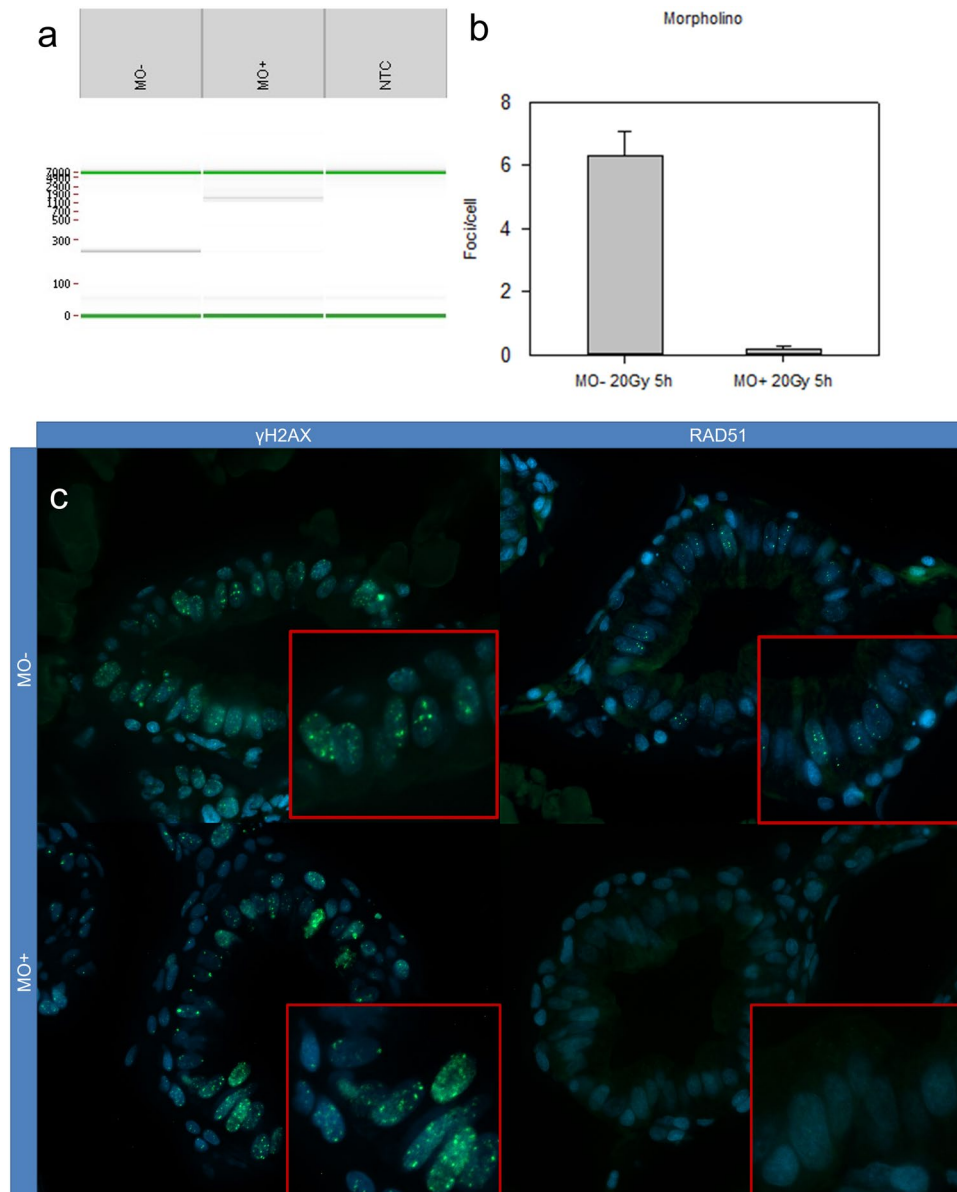 a
MO-
MO+
NTC
7000
4500
2900
1900
1100
700
500
300
100
0
b
Morpholino
8
6
4
2
0
Foci/cell
MO- 20Gy 5h
MO+ 20Gy 5h
γH2AX
RAD51
c
MO-
MO+